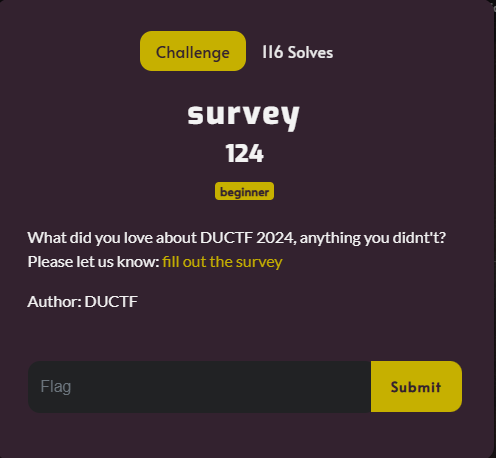 Challenge 116 Solves
survey
124
beginner
What did you love about DUCTF 2024, anything you didnt't?
Please let us know: fill out the survey
Author: DUCTF
Flag Submit